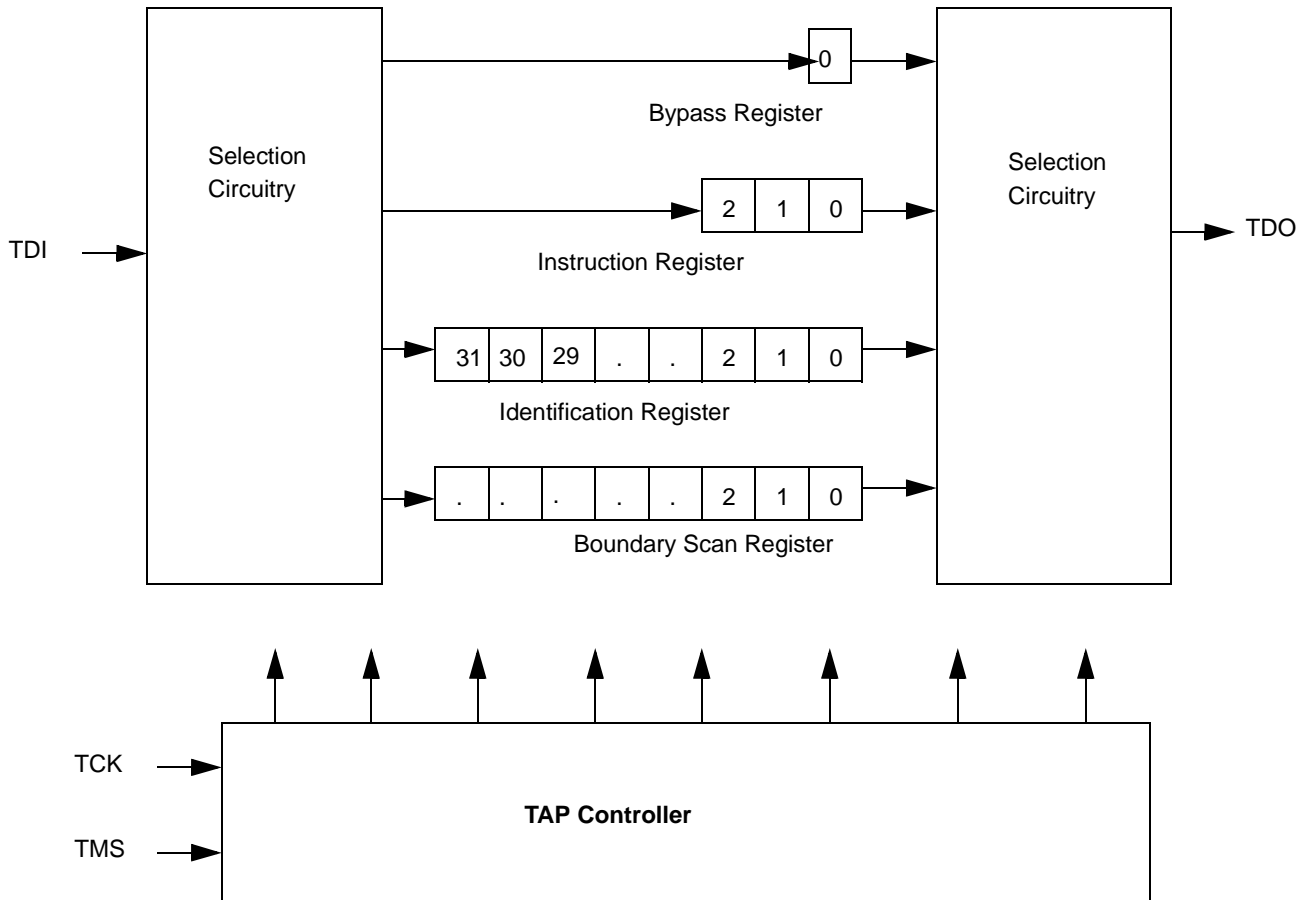 0
Bypass Register
Selection
Circuitry
Selection
Circuitry
2 1 0
TDI
TDO
Instruction Register
31 30 29 . . 2 1 0
Identification Register
. . . . . 2 1 0
Boundary Scan Register
TCK
TAP Controller
TMS